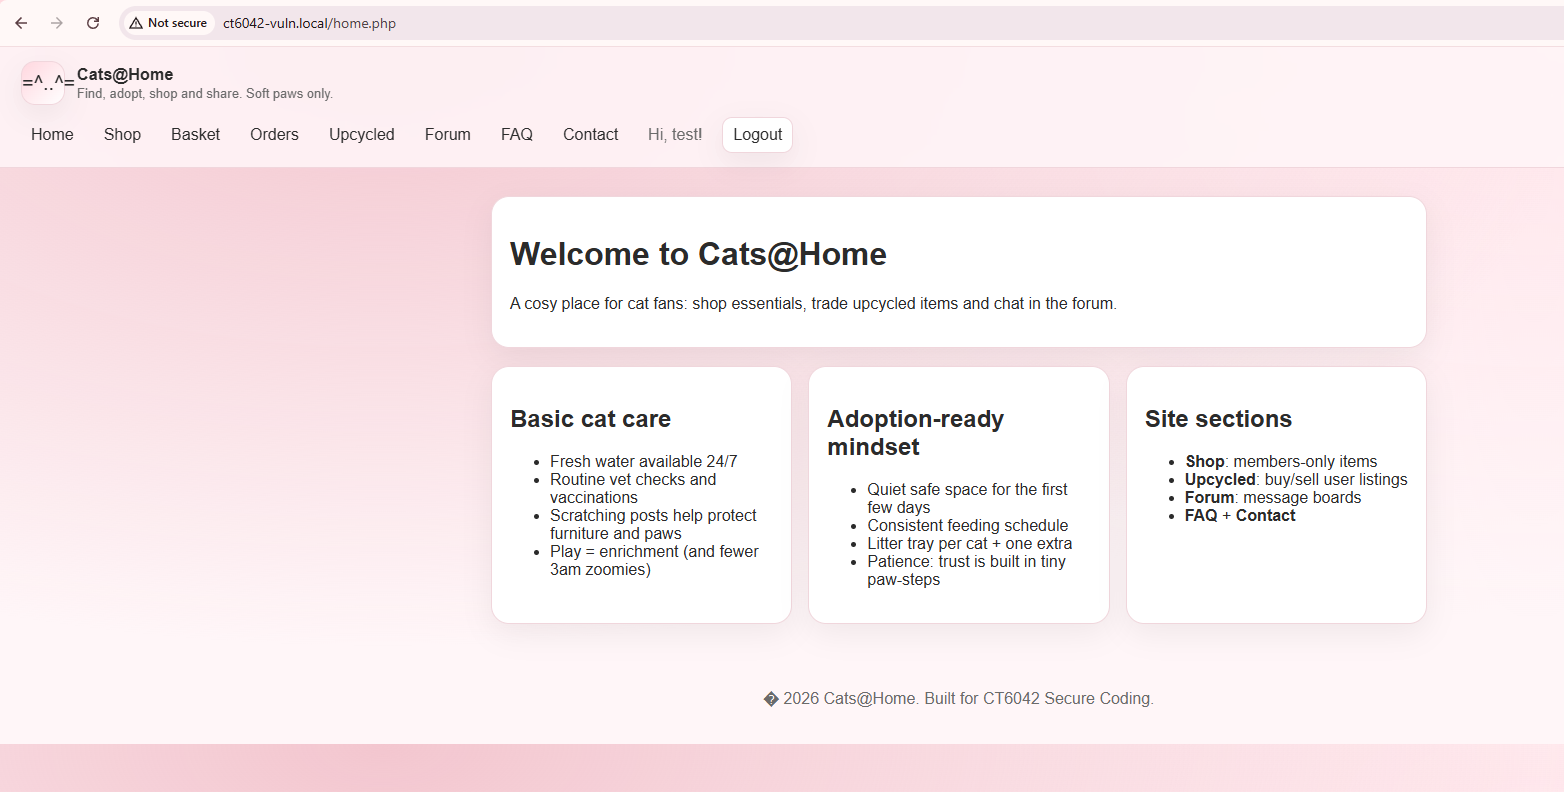 Not secure ct6042-vuln.local/home.php
=^..^= Cats@Home
Find, adopt, shop and share. Soft paws only.
Home Shop Basket Orders Upcycled Forum FAQ Contact Hi, test! Logout
Welcome to Cats@Home
A cosy place for cat fans: shop essentials, trade upcycled items and chat in the forum.
Basic cat care
• Fresh water available 24/7
• Routine vet checks and
vaccinations
• Scratching posts help protect
furniture and paws
• Play = enrichment (and fewer
3am zoomies)
Adoption-ready
mindset
• Quiet safe space for the first
few days
• Consistent feeding schedule
• Litter tray per cat + one extra
• Patience: trust is built in tiny
paw-steps
Site sections
• Shop: members-only items
• Upcycled: buy/sell user listings
• Forum: message boards
• FAQ + Contact
� 2026 Cats@Home. Built for CT6042 Secure Coding.